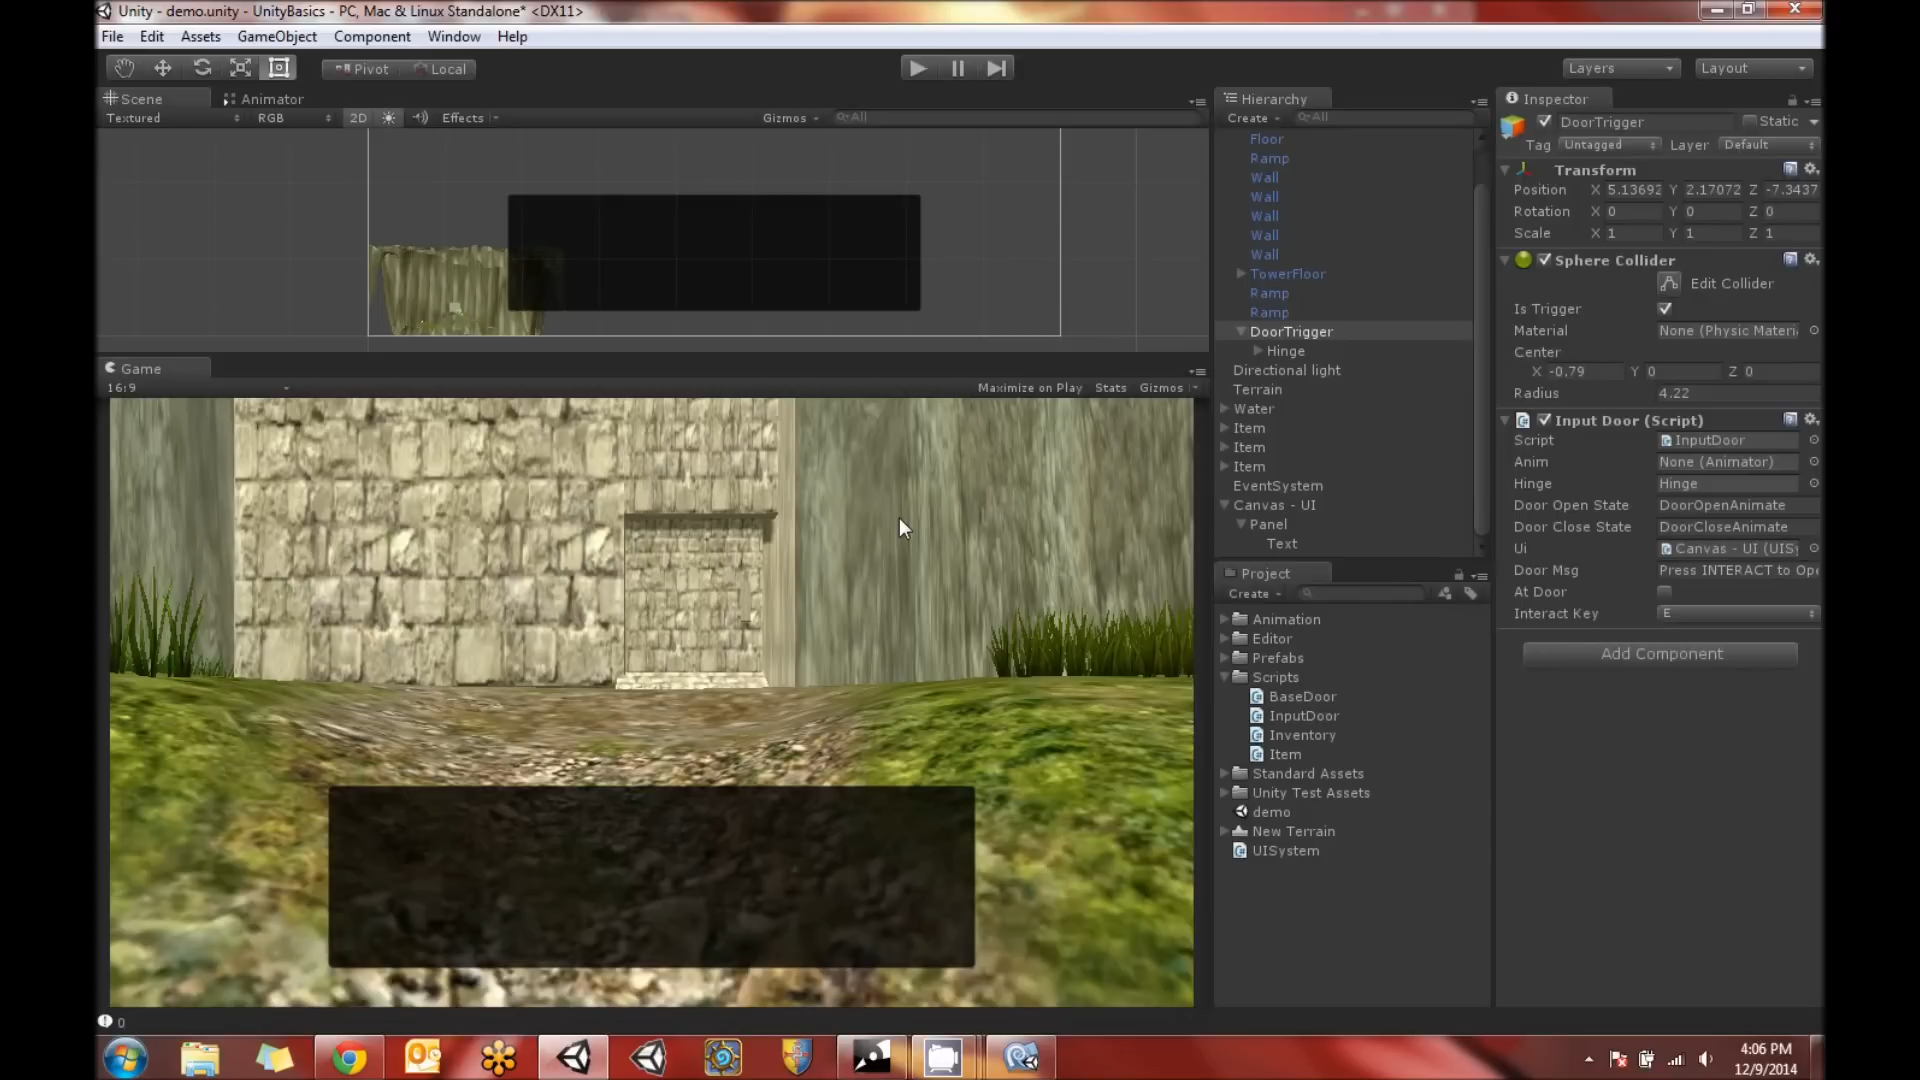 Unity - demo.unity - UnityBasics - PC, Mac & Linux Standalone* <DX11>
File Edit Assets GameObject Component Window Help
Pivot Local
Layers Layout
Scene Animator
Textured RGB 2D Effects Gizmos All
Game
16:9 Maximize on Play Stats Gizmos
Hierarchy
Create All
Floor
Ramp
Wall
Wall
Wall
Wall
Wall
TowerFloor
Ramp
Ramp
DoorTrigger
Hinge
Directional light
Terrain
Water
Item
Item
Item
EventSystem
Canvas - UI
Panel
Text
Project
Create
Animation
Editor
Prefabs
Scripts
BaseDoor
InputDoor
Inventory
Item
Standard Assets
Unity Test Assets
demo
New Terrain
UISystem
Inspector
DoorTrigger Static
Tag Untagged Layer Default
Transform
Position X 5.13692 Y 2.17072 Z -7.3437
Rotation X 0 Y 0 Z 0
Scale X 1 Y 1 Z 1
Sphere Collider
Edit Collider
Is Trigger
Material None (Physic Materi
Center
X -0.79 Y 0 Z 0
Radius 4.22
Input Door (Script)
Script InputDoor
Anim None (Animator)
Hinge Hinge
Door Open State DoorOpenAnimate
Door Close State DoorCloseAnimate
Ui Canvas - UI (UISy
Door Msg Press INTERACT to Ope
At Door
Interact Key E
Add Component
0
4:06 PM
12/9/2014